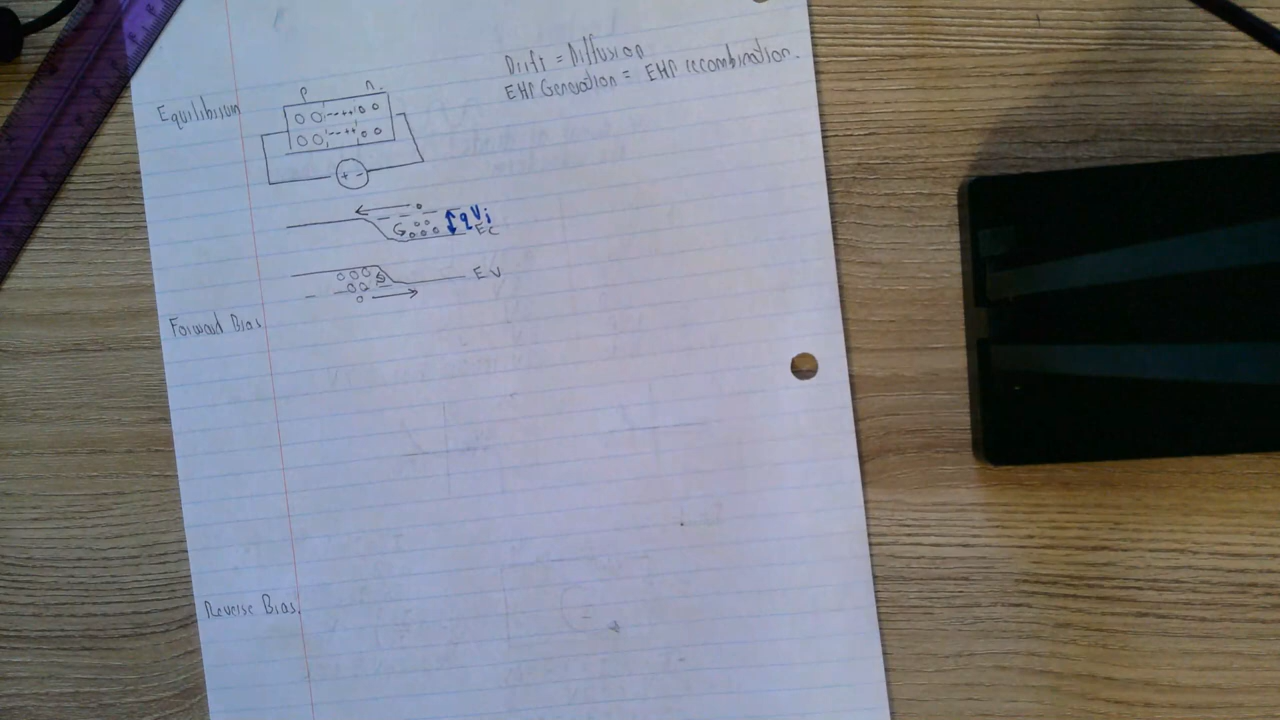 Drift = Diffusion
EHP Generation = EHP recombination.
p n.
Equilibrium
+ -
qVi
Ec
Ev
Forward Bias
Reverse Bias.